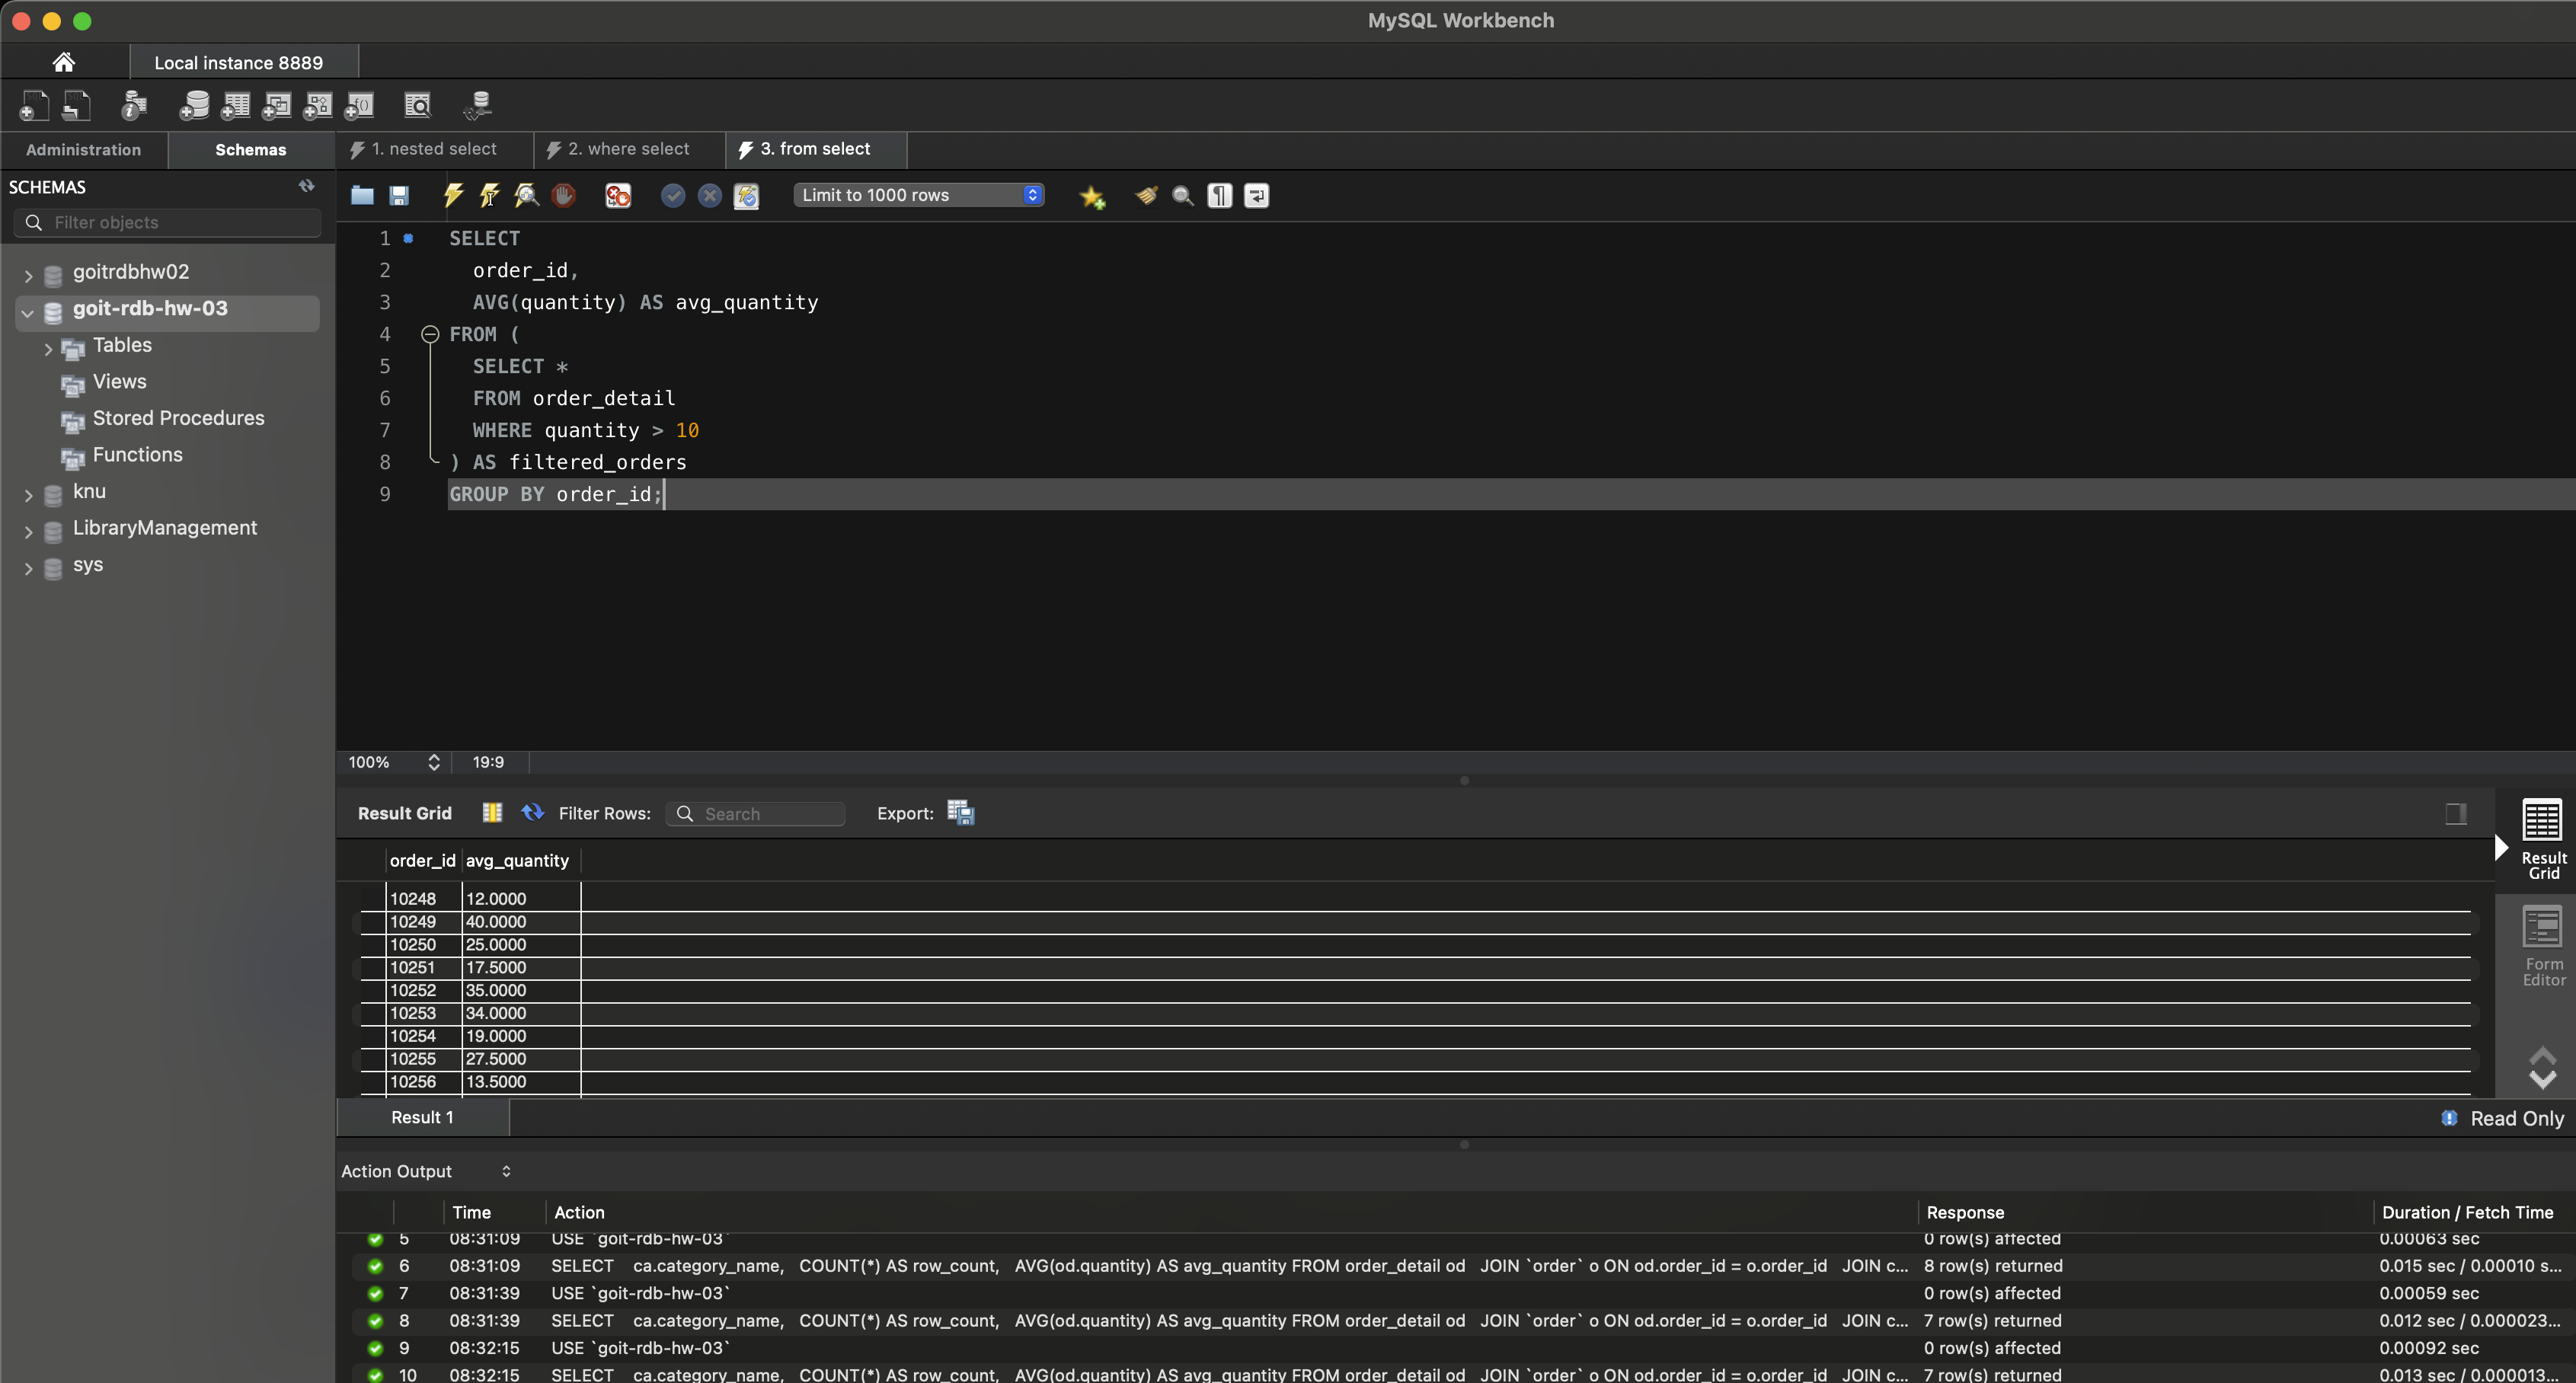 MySQL Workbench
Local instance 8889
Administration
Schemas
1. nested select
2. where select
3. from select
SCHEMAS
Filter objects
Limit to 1000 rows
goitrdbhw02
goit-rdb-hw-03
Tables
Views
Stored Procedures
Functions
knu
LibraryManagement
sys
1 SELECT
2 order_id,
3 AVG(quantity) AS avg_quantity
4 FROM (
5 SELECT *
6 FROM order_detail
7 WHERE quantity > 10
8 ) AS filtered_orders
9 GROUP BY order_id;
100% 19:9
Result Grid Filter Rows: Search Export:
order_id avg_quantity
10248 12.0000
10249 40.0000
10250 25.0000
10251 17.5000
10252 35.0000
10253 34.0000
10254 19.0000
10255 27.5000
10256 13.5000
Result
Grid
Form
Editor
Result 1
Read Only
Action Output
Time Action Response Duration / Fetch Time
5 08:31:09 USE `goit-rdb-hw-03` 0 row(s) affected 0.00063 sec
6 08:31:09 SELECT ca.category_name, COUNT(*) AS row_count, AVG(od.quantity) AS avg_quantity FROM order_detail od JOIN `order` o ON od.order_id = o.order_id JOIN c... 8 row(s) returned 0.015 sec / 0.00010 s...
7 08:31:39 USE `goit-rdb-hw-03` 0 row(s) affected 0.00059 sec
8 08:31:39 SELECT ca.category_name, COUNT(*) AS row_count, AVG(od.quantity) AS avg_quantity FROM order_detail od JOIN `order` o ON od.order_id = o.order_id JOIN c... 7 row(s) returned 0.012 sec / 0.000023...
9 08:32:15 USE `goit-rdb-hw-03` 0 row(s) affected 0.00092 sec
10 08:32:15 SELECT ca.category_name, COUNT(*) AS row_count, AVG(od.quantity) AS avg_quantity FROM order_detail od JOIN `order` o ON od.order_id = o.order_id JOIN c... 7 row(s) returned 0.013 sec / 0.000013...